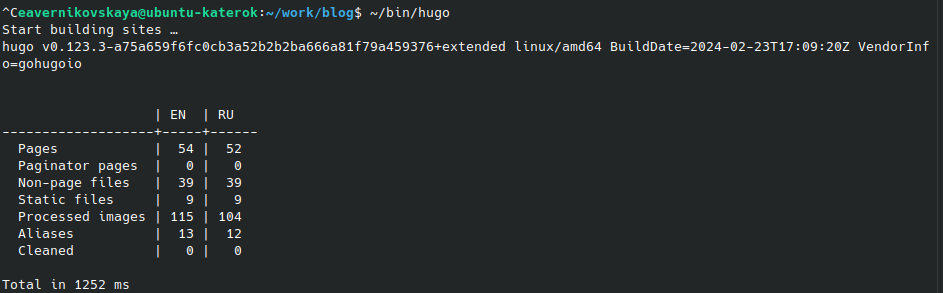 ^Ceavernikovskaya@ubuntu-katerok:~/work/blog$ ~/bin/hugo
Start building sites …
hugo v0.123.3-a75a659f6fc0cb3a52b2b2ba666a81f79a459376+extended linux/amd64 BuildDate=2024-02-23T17:09:20Z VendorInf
o=gohugoio
                   | EN  | RU
-------------------+-----+------
  Pages            |  54 |  52
  Paginator pages  |   0 |   0
  Non-page files   |  39 |  39
  Static files     |   9 |   9
  Processed images | 115 | 104
  Aliases          |  13 |  12
  Cleaned          |   0 |   0
Total in 1252 ms